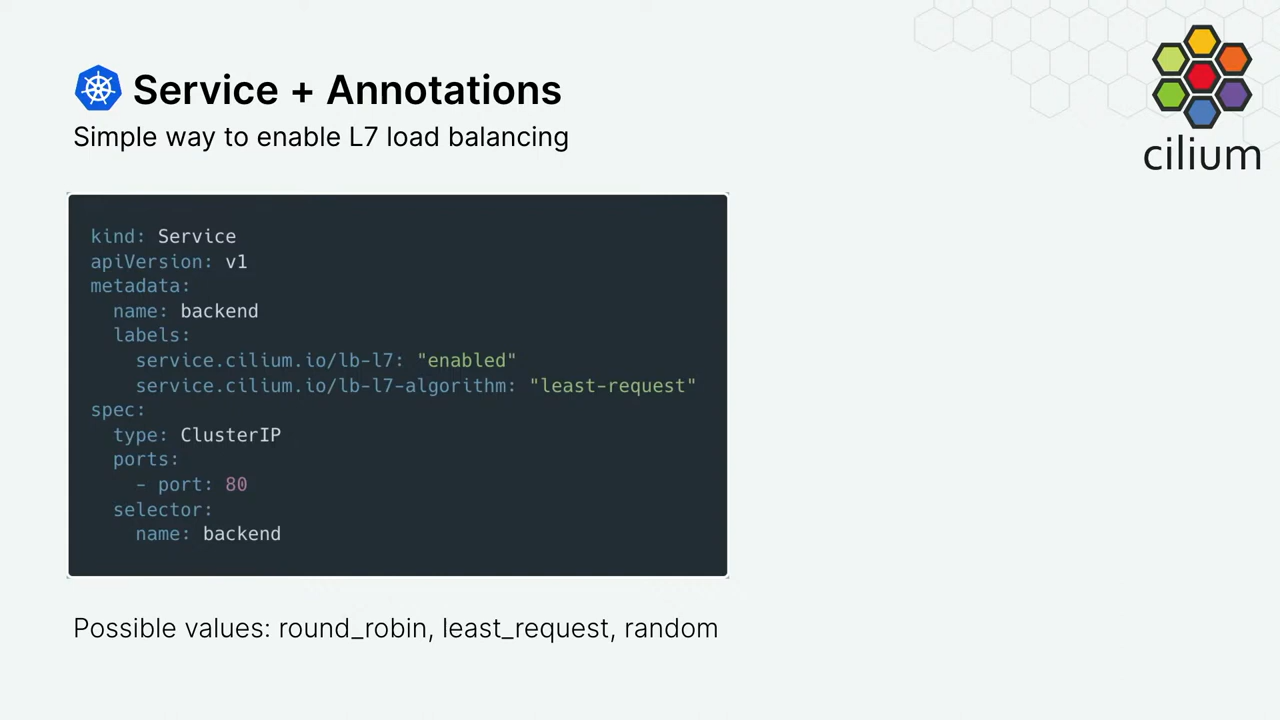 Service + Annotations
Simple way to enable L7 load balancing
cilium
kind: Service
apiVersion: v1
metadata:
  name: backend
  labels:
    service.cilium.io/lb-l7: "enabled"
    service.cilium.io/lb-l7-algorithm: "least-request"
spec:
  type: ClusterIP
  ports:
    - port: 80
  selector:
    name: backend
Possible values: round_robin, least_request, random